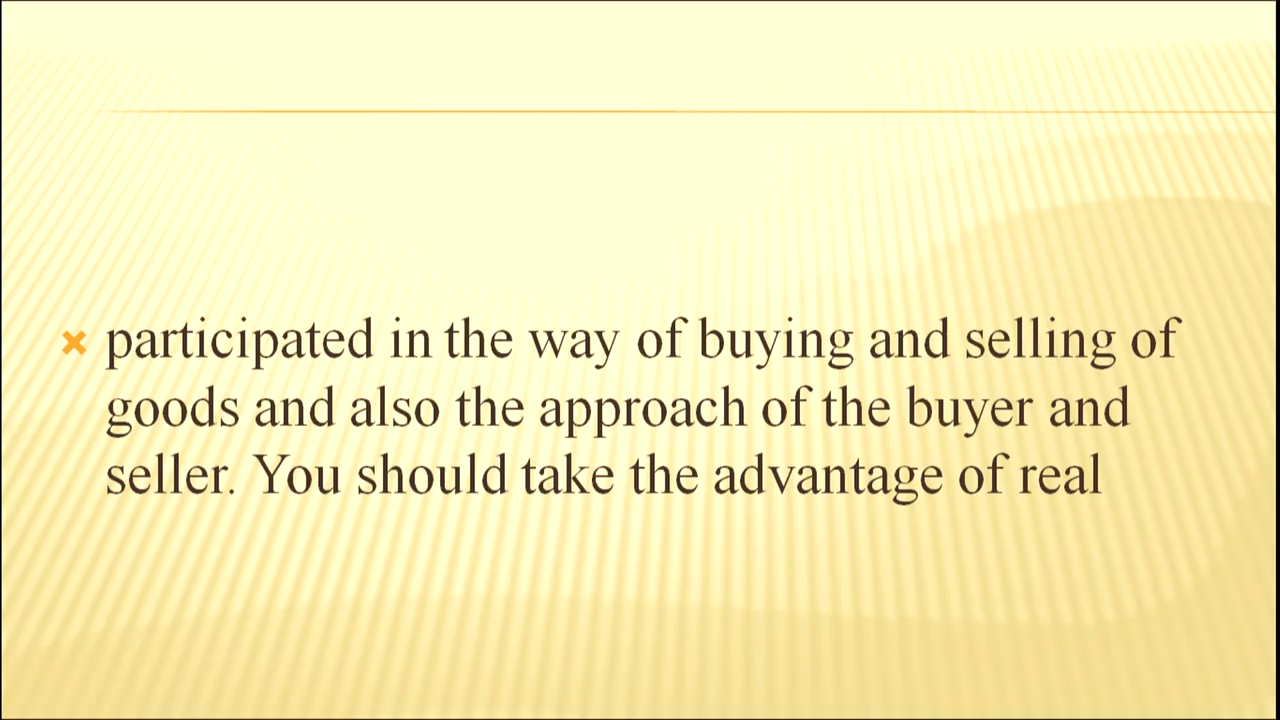 participated in the way of buying and selling of
goods and also the approach of the buyer and
seller. You should take the advantage of real